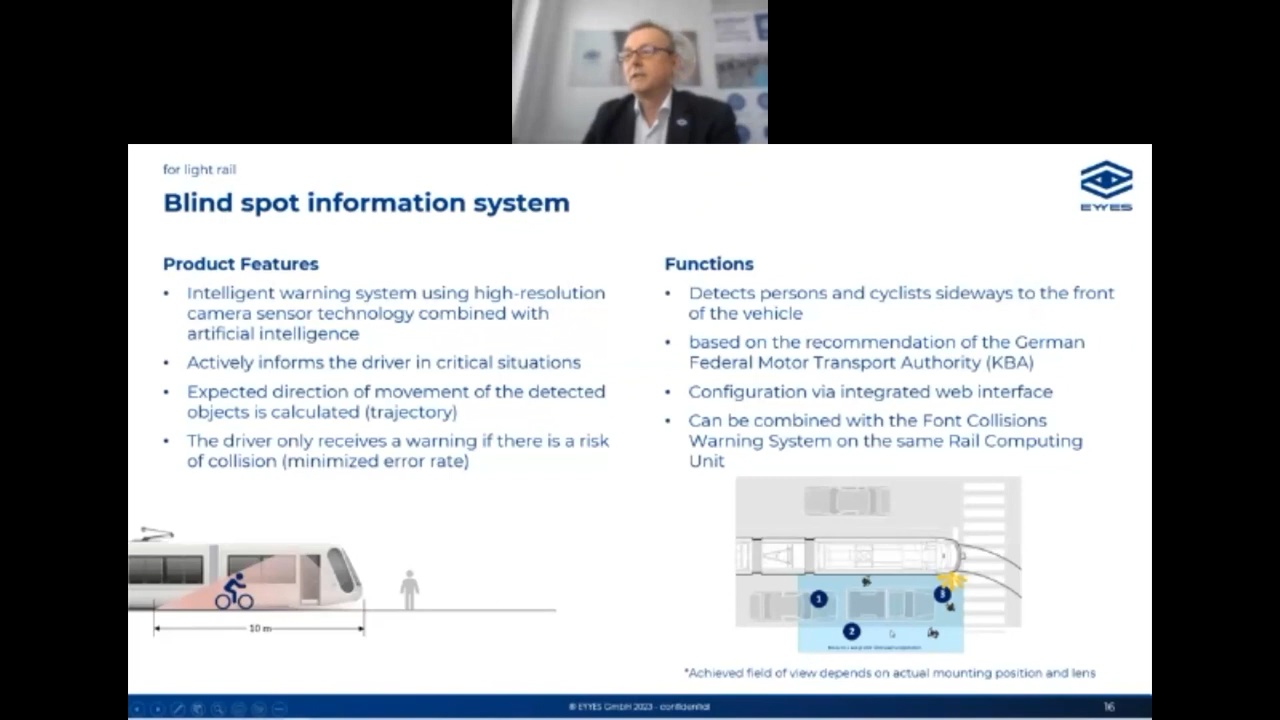 for light rail
Blind spot information system
EYYES
Product Features
• Intelligent warning system using high-resolution
camera sensor technology combined with
artificial intelligence
• Actively informs the driver in critical situations
• Expected direction of movement of the detected
objects is calculated (trajectory)
• The driver only receives a warning if there is a risk
of collision (minimized error rate)
Functions
• Detects persons and cyclists sideways to the front
of the vehicle
• based on the recommendation of the German
Federal Motor Transport Authority (KBA)
• Configuration via integrated web interface
• Can be combined with the Font Collisions
Warning System on the same Rail Computing
Unit
10 m
1
2
3
*Achieved field of view depends on actual mounting position and lens
© EYYES GmbH 2023 - confidential
16